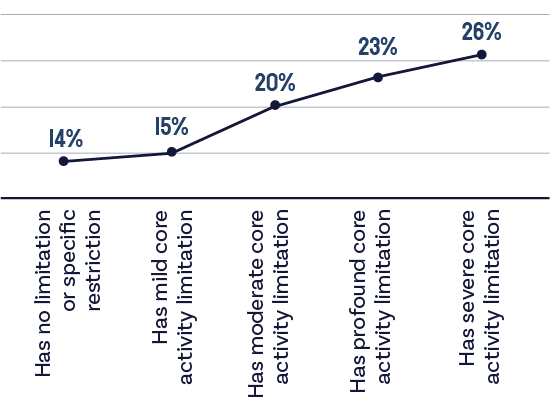 14%
15%
20%
23%
26%
Has no limitation
or specific
restriction
Has mild core
activity limitation
Has moderate core
activity limitation
Has profound core
activity limitation
Has severe core
activity limitation